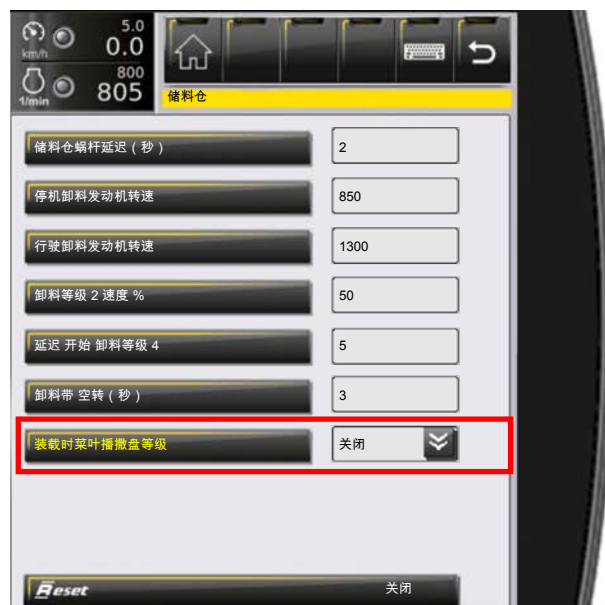 km/h
5.0
0.0
1/min
800
805
储料仓
储料仓蜗杆延迟（秒）
2
停机卸料发动机转速
850
行驶卸料发动机转速
1300
卸料等级 2 速度 %
50
延迟 开始 卸料等级 4
5
卸料带 空转（秒）
3
装载时菜叶播撒盘等级
关闭
Reset
关闭